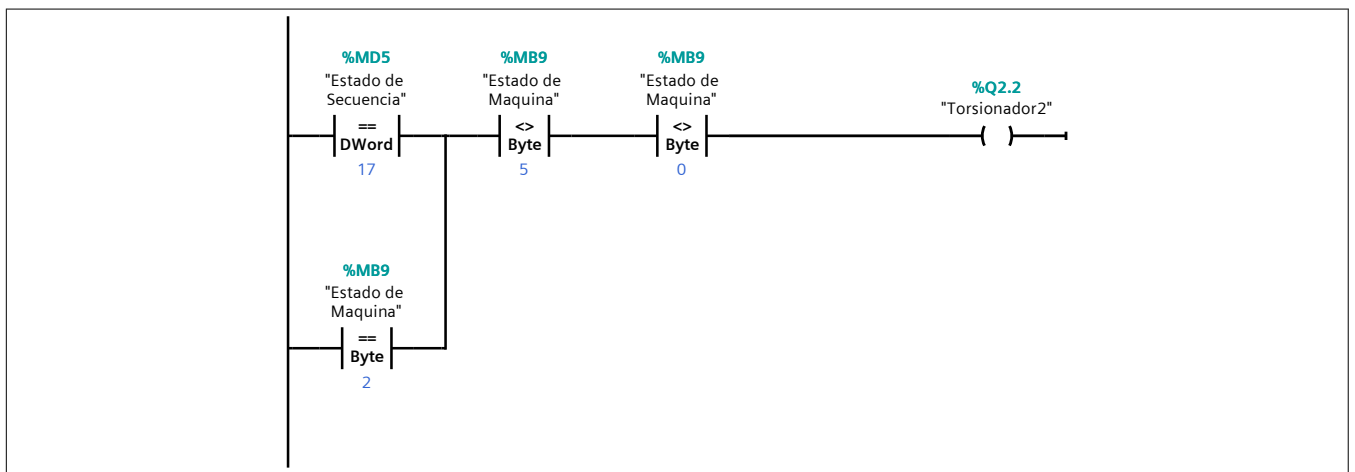 %MD5
"Estado de
Secuencia"
==
DWord
17
%MB9
"Estado de
Maquina"
<>
Byte
5
%MB9
"Estado de
Maquina"
<>
Byte
0
%Q2.2
"Torsionador2"
%MB9
"Estado de
Maquina"
==
Byte
2